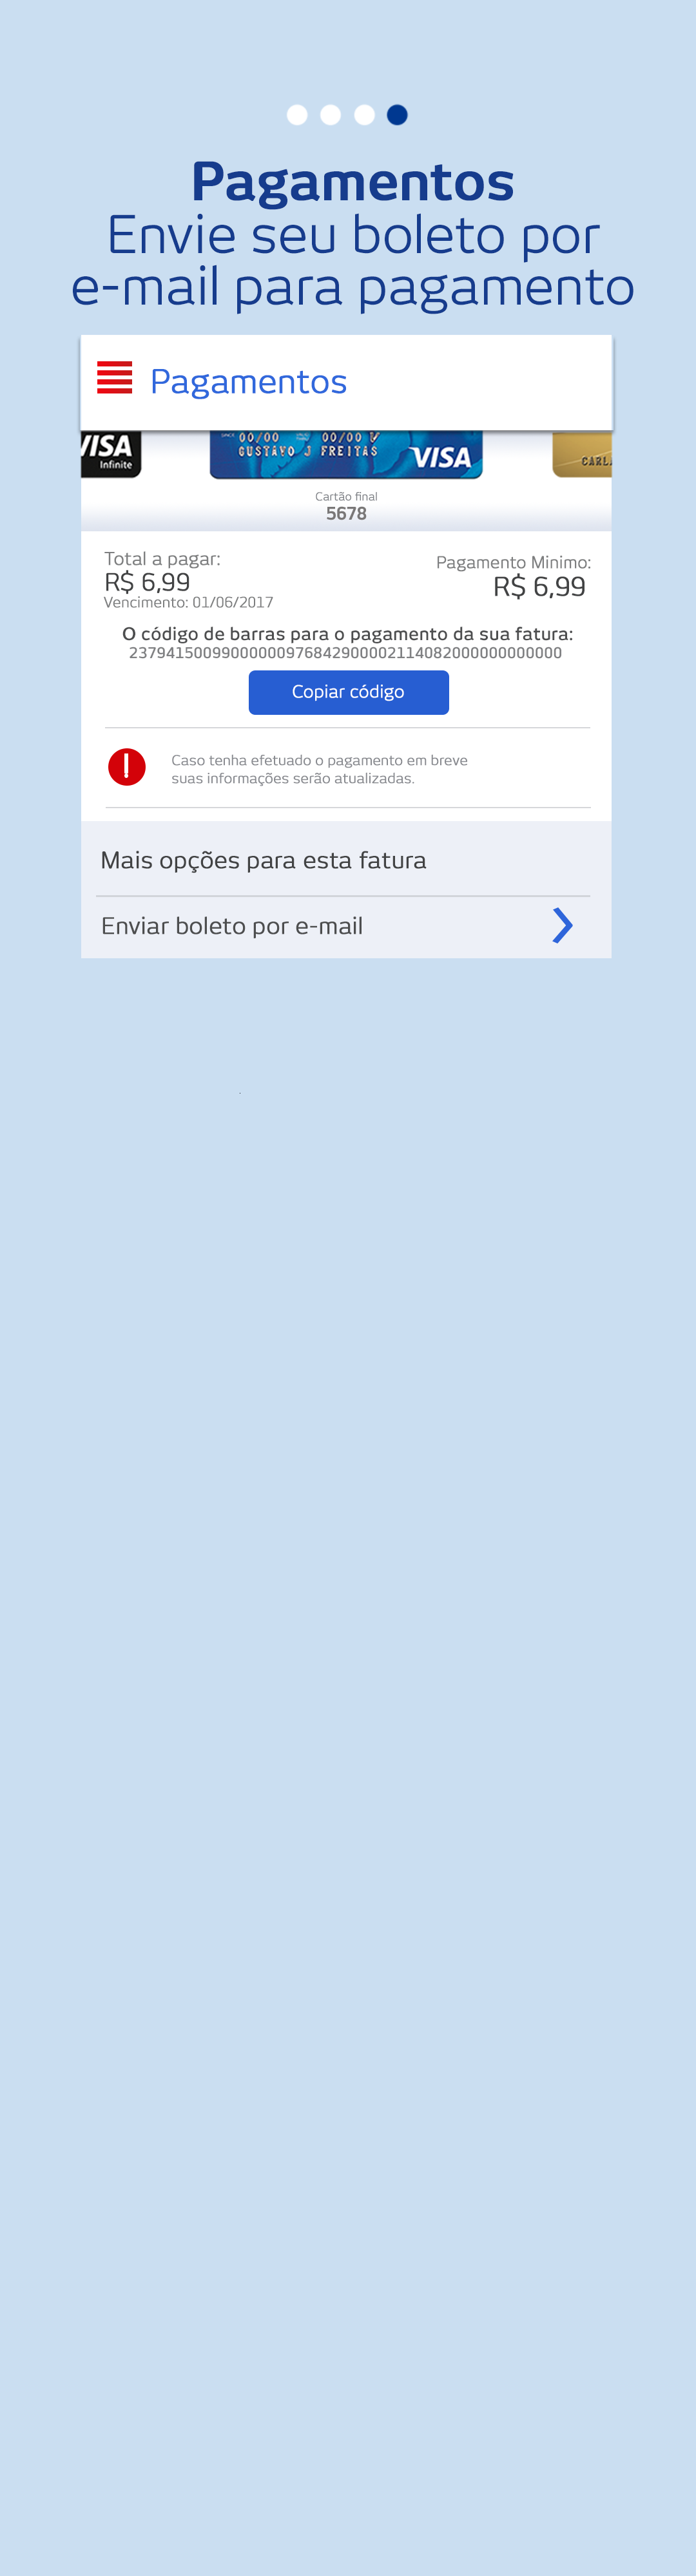 Pagamentos
Envie seu boleto por
e-mail para pagamento
Pagamentos
VISA
Infinite
00/00 00/00 V
GUSTAVO J FREITAS
VISA
CARL
Cartão final
5678
Total a pagar:
R$ 6,99
Vencimento: 01/06/2017
Pagamento Minimo:
R$ 6,99
O código de barras para o pagamento da sua fatura:
23794150099000000976842900002114082000000000000
Copiar código
Caso tenha efetuado o pagamento em breve
suas informações serão atualizadas.
Mais opções para esta fatura
Enviar boleto por e-mail